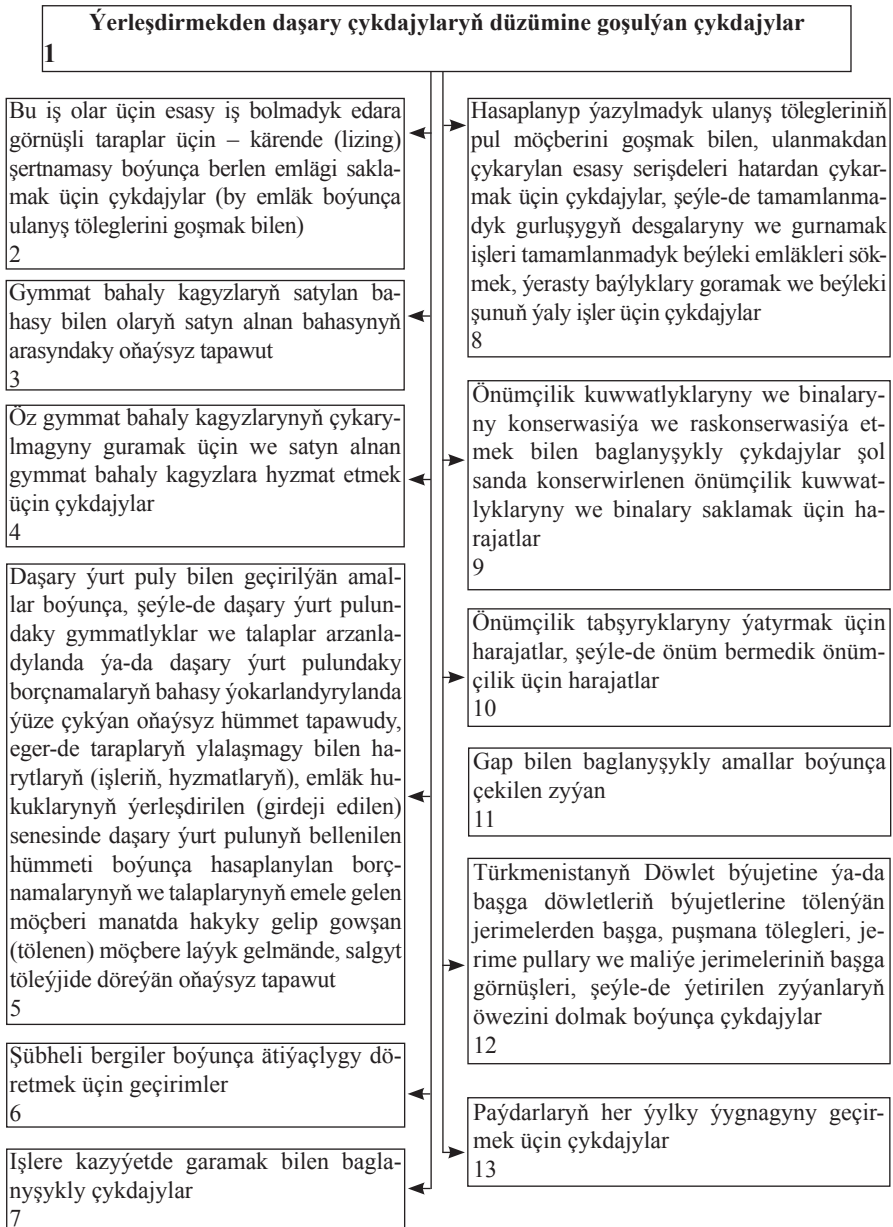 Ýerleşdirmekden daşary çykdajylaryň düzümine goşulýan çykdajylar
1
Bu iş olar üçin esasy iş bolmadyk edara
görnüşli taraplar üçin – kärende (lizing)
şertnamasy boýunça berlen emlägi sakla-
mak üçin çykdajylar (by emläk boýunça
ulanyş töleglerini goşmak bilen)
2
Gymmat bahaly kagyzlaryň satylan ba-
hasy bilen olaryň satyn alnan bahasynyň
arasyndaky oňaýsyz tapawut
3
Öz gymmat bahaly kagyzlarynyň çykary-
lmagyny guramak üçin we satyn alnan
gymmat bahaly kagyzlara hyzmat etmek
üçin çykdajylar
4
Daşary ýurt puly bilen geçirilýän amal-
lar boýunça, şeýle-de daşary ýurt pulun-
daky gymmatlyklar we talaplar arzanla-
dylanda ýa-da daşary ýurt pulundaky
borçnamalaryň bahasy ýokarlandyrylanda
ýüze çykýan oňaýsyz hümmet tapawudy,
eger-de taraplaryň ylalaşmagy bilen ha-
rytlaryň (işleriň, hyzmatlaryň), emläk hu-
kuklarynyň ýerleşdirilen (girdeji edilen)
senesinde daşary ýurt pulunyň bellenilen
hümmeti boýunça hasaplanylan borç-
namalarynyň we talaplarynyň emele gelen
möçberi manatda hakyky gelip gowşan
(tölenen) möçbere laýyk gelmände, salgyt
töleýjide döreýän oňaýsyz tapawut
5
Şübheli bergiler boýunça ätiýaçlygy dö-
retmek üçin geçirimler
6
Işlere kazyýetde garamak bilen bagla-
nyşykly çykdajylar
7
Hasaplanyp ýazylmadyk ulanyş tölegleriniň
pul möçberini goşmak bilen, ulanmakdan
çykarylan esasy serişdeleri hatardan çykar-
mak üçin çykdajylar, şeýle-de tamamlanma-
dyk gurluşygyň desgalaryny we gurnamak
işleri tamamlanmadyk beýleki emläkleri sök-
mek, ýerasty baýlyklary goramak we beýleki
şunuň ýaly işler üçin çykdajylar
8
Önümçilik kuwwatlyklaryny we binalary-
ny konserwasiýa we raskonserwasiýa et-
mek bilen baglanyşykly çykdajylar şol
sanda konserwirlenen önümçilik kuwwat-
lyklaryny we binalary saklamak üçin ha-
rajatlar
9
Önümçilik tabşyryklaryny ýatyrmak üçin
harajatlar, şeýle-de önüm bermedik önüm-
çilik üçin harajatlar
10
Gap bilen baglanyşykly amallar boýunça
çekilen zyýan
11
Türkmenistanyň Döwlet býujetine ýa-da
başga döwletleriň býujetlerine tölenýän
jerimelerden başga, puşmana tölegleri, je-
rime pullary we maliýe jerimeleriniň başga
görnüşleri, şeýle-de ýetirilen zyýanlaryň
öwezini dolmak boýunça çykdajylar
12
Paýdarlaryň her ýylky ýygnagyny geçir-
mek üçin çykdajylar
13